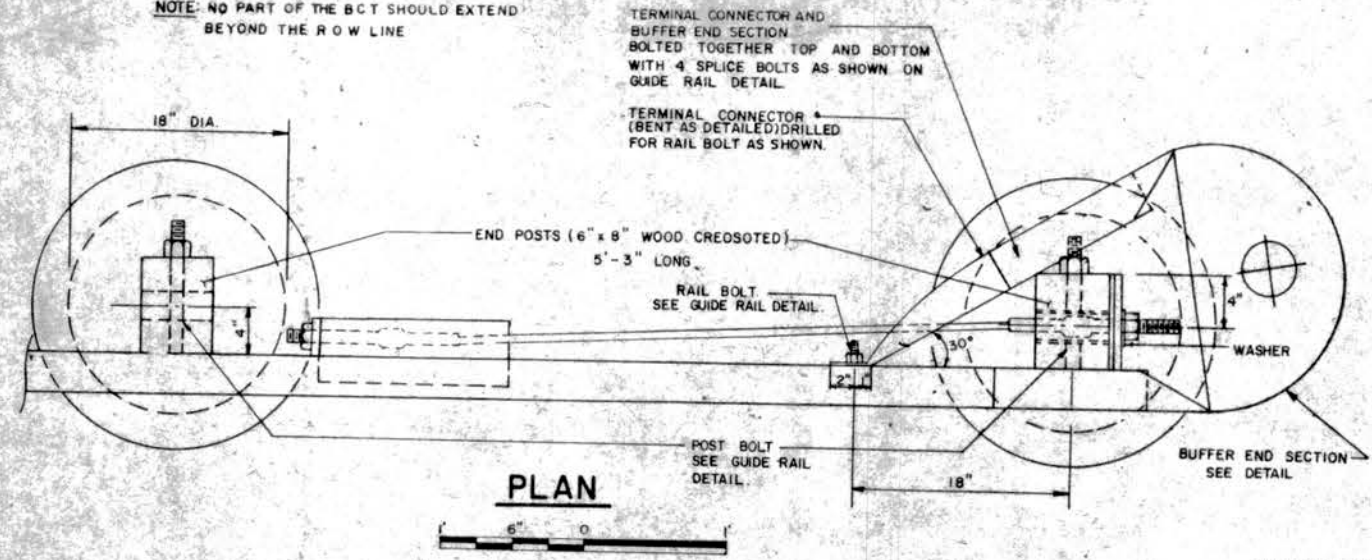 NOTE: NO PART OF THE BCT SHOULD EXTEND
BEYOND THE R O W LINE
TERMINAL CONNECTOR AND
BUFFER END SECTION
BOLTED TOGETHER TOP AND BOTTOM
WITH 4 SPLICE BOLTS AS SHOWN ON
GUIDE RAIL DETAIL
TERMINAL CONNECTOR
(BENT AS DETAILED) DRILLED
FOR RAIL BOLT AS SHOWN.
18" DIA.
END POSTS (6" x 8" WOOD CREOSOTED)
5'-3" LONG
RAIL BOLT
SEE GUIDE RAIL DETAIL
4"
4"
30°
WASHER
2"
POST BOLT
SEE GUIDE RAIL
DETAIL
18"
BUFFER END SECTION
SEE DETAIL
PLAN
1' 6" 0 1'